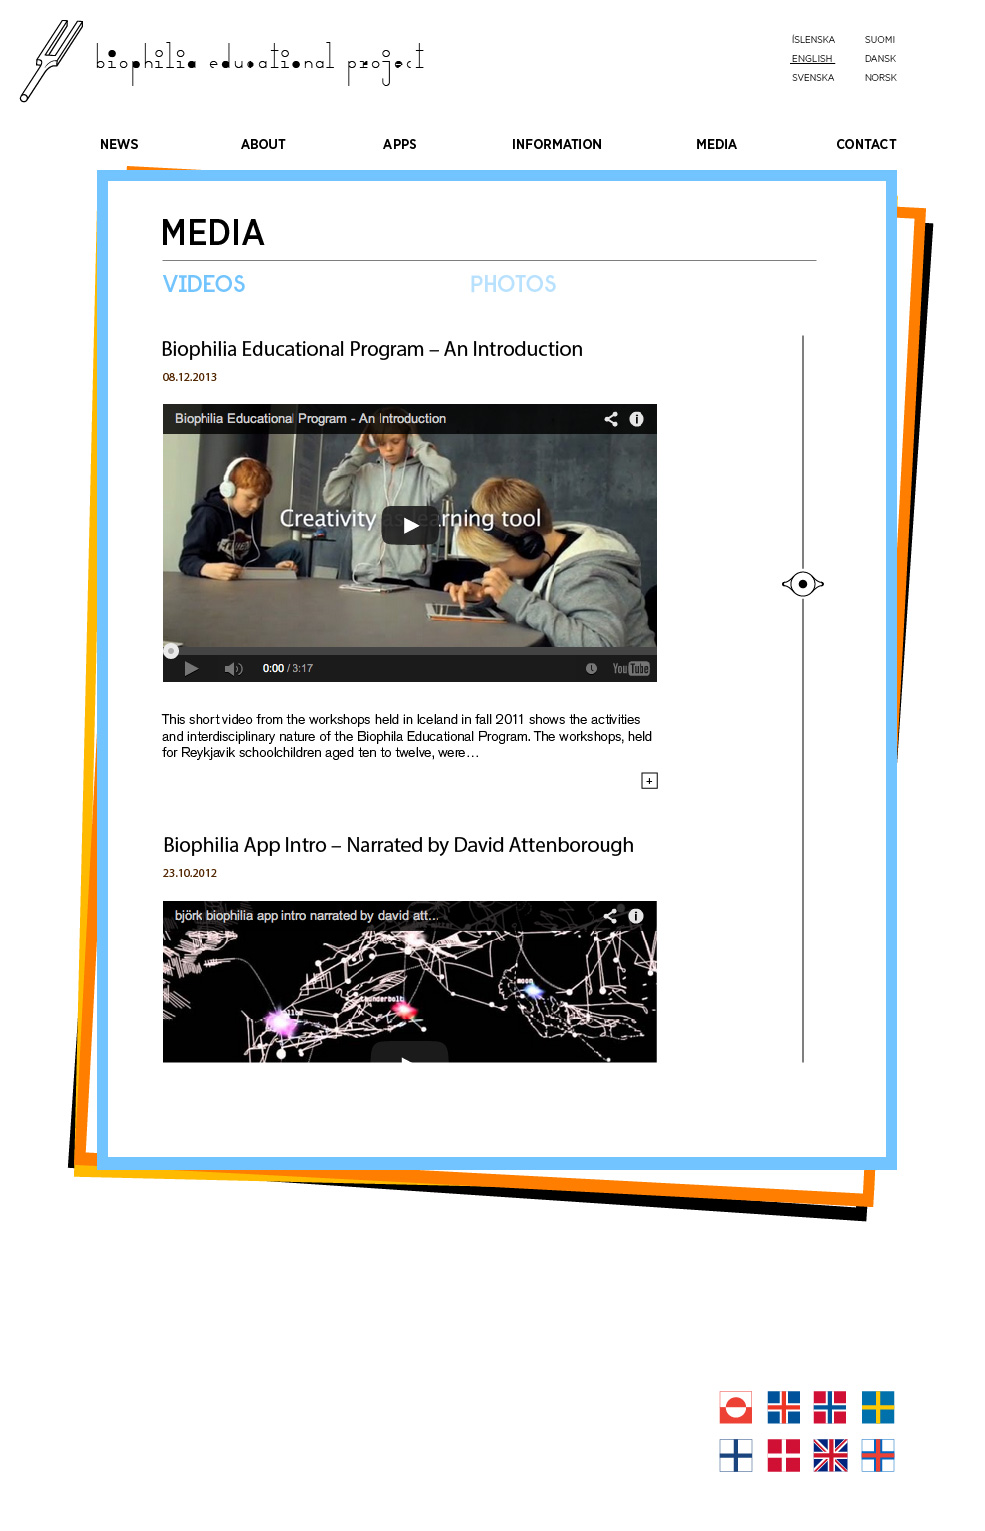 biophilia educational project
ÍSLENSKA SUOMI
ENGLISH DANSK
SVENSKA NORSK
NEWS ABOUT APPS INFORMATION MEDIA CONTACT
MEDIA
VIDEOS PHOTOS
Biophilia Educational Program – An Introduction
08.12.2013
Biophilia Educational Program - An Introduction
Creativity as learning tool
0:00 / 3:17
YouTube
This short video from the workshops held in Iceland in fall 2011 shows the activities
and interdisciplinary nature of the Biophila Educational Program. The workshops, held
for Reykjavik schoolchildren aged ten to twelve, were...
+
Biophilia App Intro – Narrated by David Attenborough
23.10.2012
björk biophilia app intro narrated by david att...
moon
thunderbolt